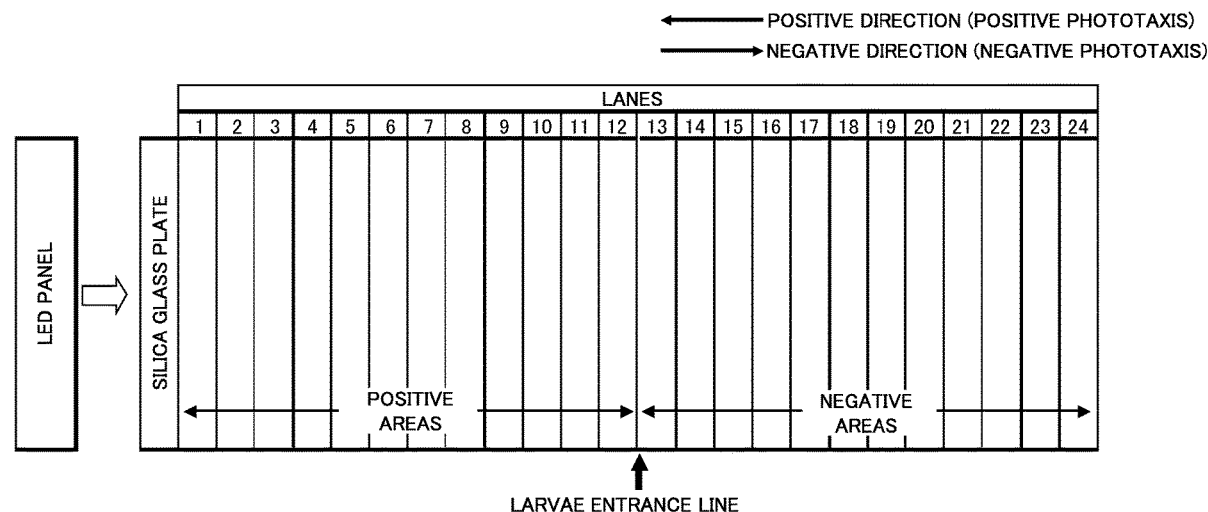 POSITIVE DIRECTION (POSITIVE PHOTOTAXIS)
NEGATIVE DIRECTION (NEGATIVE PHOTOTAXIS)
LANES
1 2 3 4 5 6 7 8 9 10 11 12 13 14 15 16 17 18 19 20 21 22 23 24
LED PANEL
SILICA GLASS PLATE
POSITIVE
AREAS
NEGATIVE
AREAS
LARVAE ENTRANCE LINE